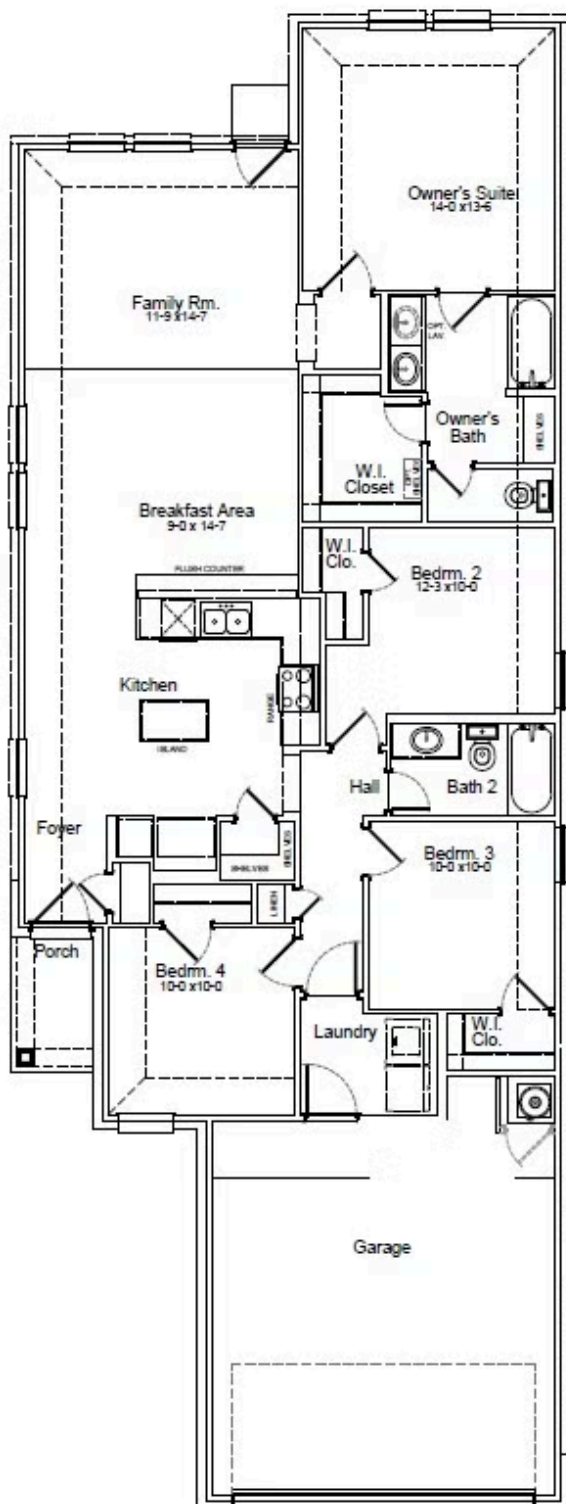 Owner's Suite
14-0 x13-6
Family Rm.
11-9 x14-7
OPT
LAV.
Owner's
Bath
SHELVES
W.I.
Closet
OPT.
SHELVES
Breakfast Area
9-0 x 14-7
FLUSH COUNTER
W.I.
Clo.
Bedrm. 2
12-3 x10-0
Kitchen
RANGE
ISLAND
Hall
Bath 2
Foyer
SHELVES
SHELVES
Bedrm. 3
10-0 x10-0
LINEN
Porch
Bedrm. 4
10-0 x10-0
Laundry
W.I.
Clo.
Garage